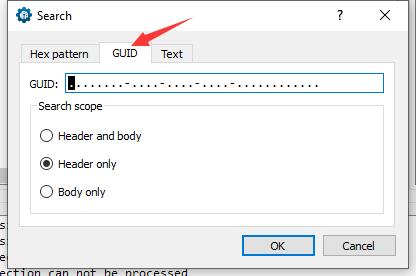 Search
Hex pattern GUID Text
GUID: ........-....-....-....-............
Search scope
Header and body
Header only
Body only
OK Cancel
ection can not be processed